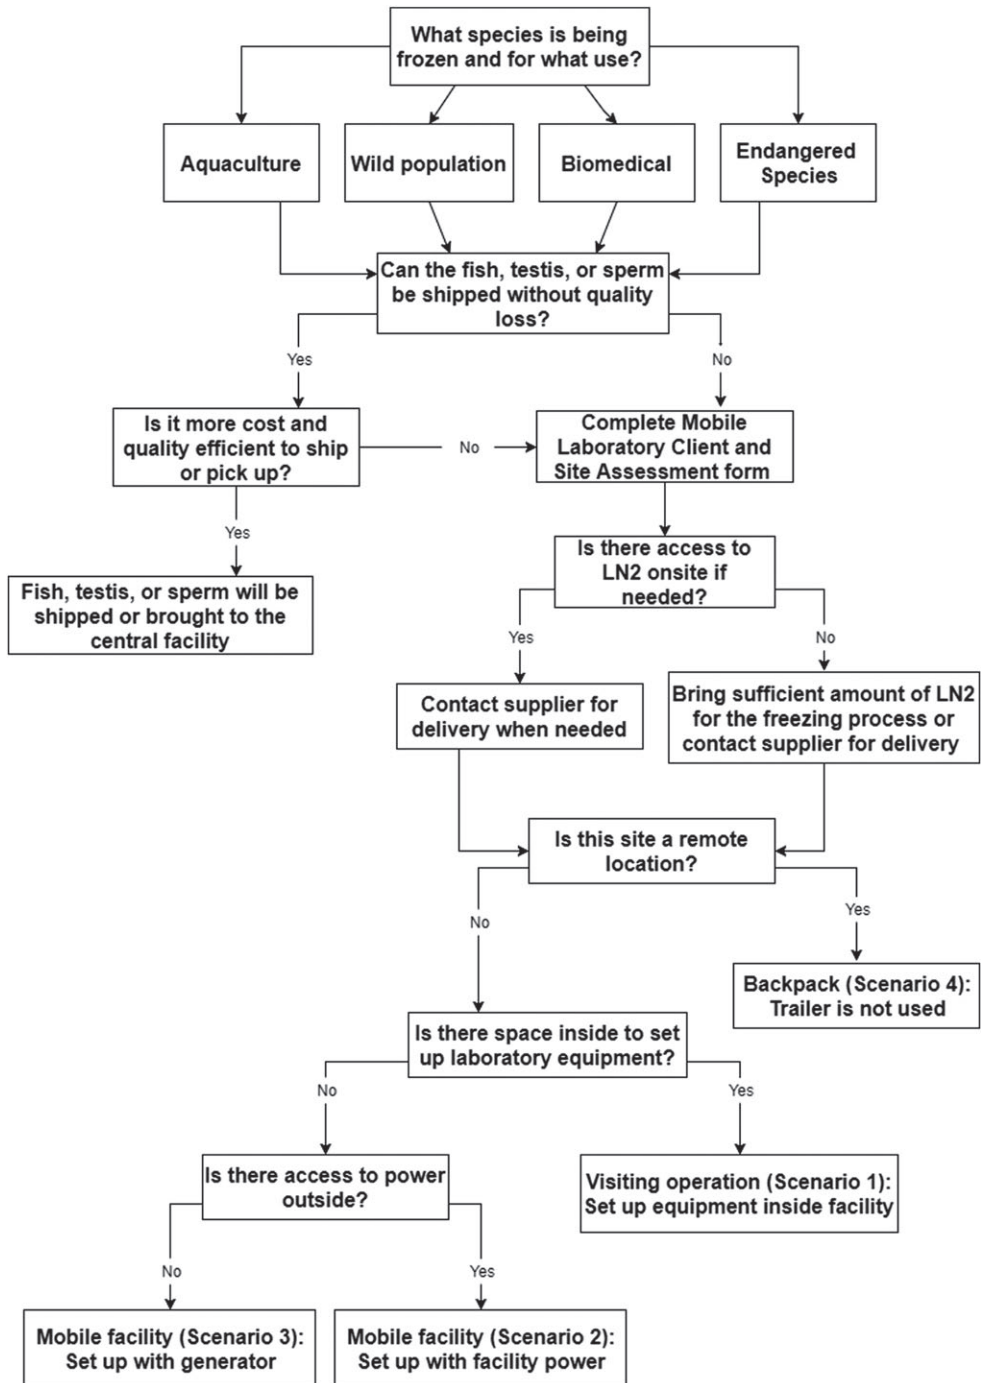 What species is being
frozen and for what use?
Aquaculture
Wild population
Biomedical
Endangered
Species
Can the fish, testis, or sperm
be shipped without quality
loss?
Yes
No
Is it more cost and
quality efficient to ship
or pick up?
No
Complete Mobile
Laboratory Client and
Site Assessment form
Yes
Fish, testis, or sperm will be
shipped or brought to the
central facility
Is there access to
LN2 onsite if
needed?
Yes
No
Contact supplier for
delivery when needed
Bring sufficient amount of LN2
for the freezing process or
contact supplier for delivery
Is this site a remote
location?
No
Yes
Backpack (Scenario 4):
Trailer is not used
Is there space inside to set
up laboratory equipment?
No
Yes
Is there access to power
outside?
Visiting operation (Scenario 1):
Set up equipment inside facility
No
Yes
Mobile facility (Scenario 3):
Set up with generator
Mobile facility (Scenario 2):
Set up with facility power